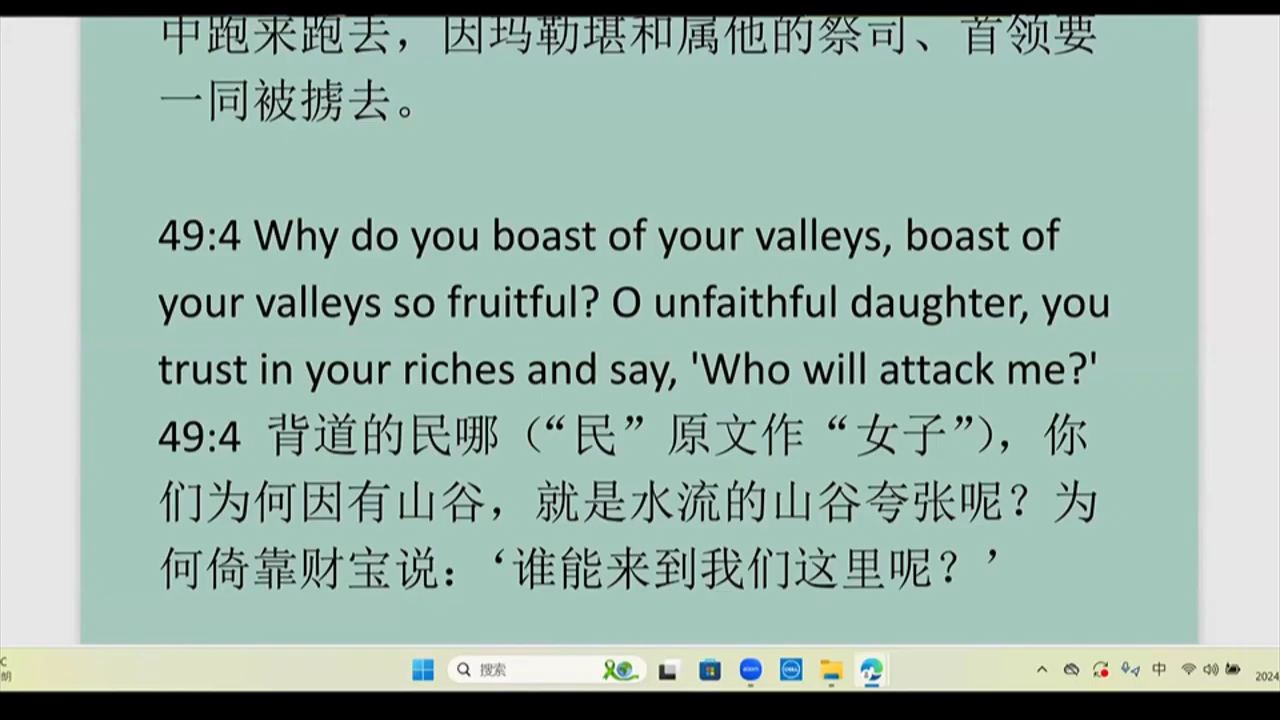 中跑来跑去，因玛勒堪和属他的祭司、首领要
一同被掳去。
49:4 Why do you boast of your valleys, boast of
your valleys so fruitful? O unfaithful daughter, you
trust in your riches and say, 'Who will attack me?'
49:4 背道的民哪（“民”原文作“女子”），你
们为何因有山谷，就是水流的山谷夸张呢？为
何倚靠财宝说：‘谁能来到我们这里呢？’
搜索
中
2024